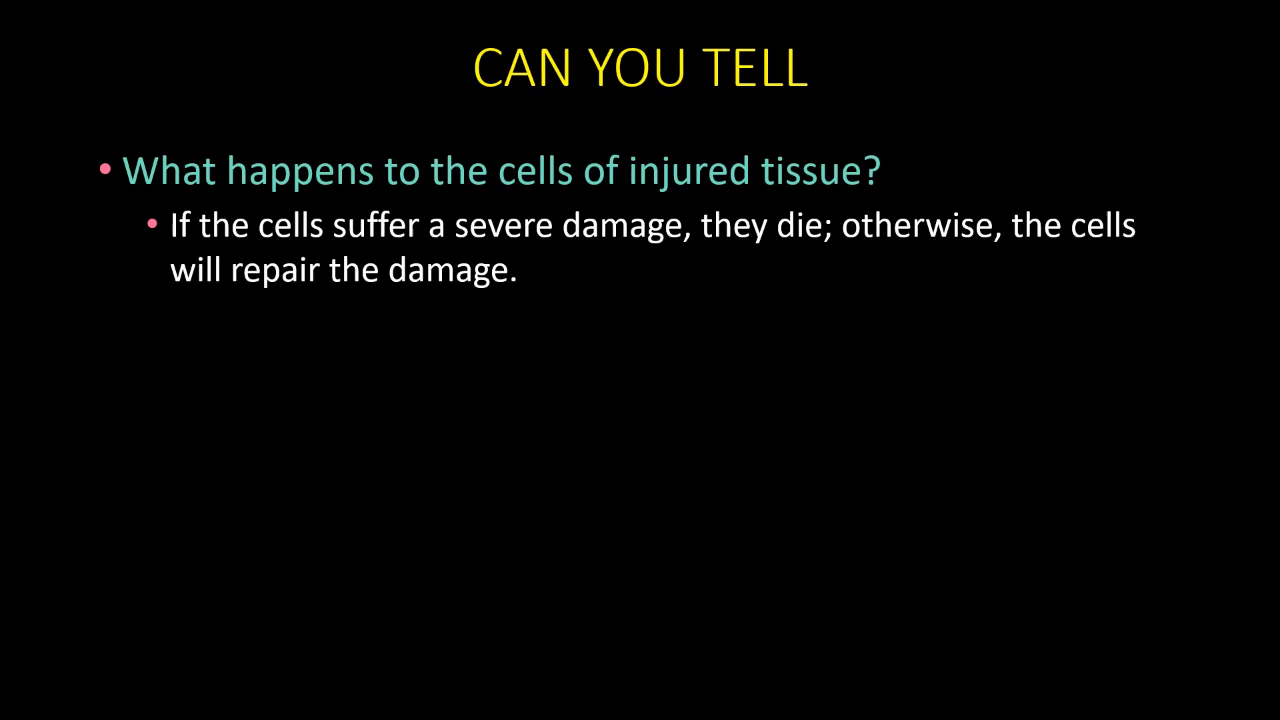 CAN YOU TELL
• What happens to the cells of injured tissue?
• If the cells suffer a severe damage, they die; otherwise, the cells
will repair the damage.